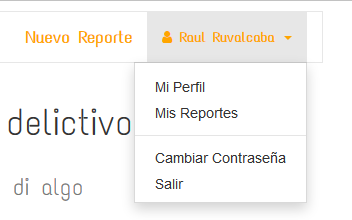 Nuevo Reporte
Raul Ruvalcaba
Mi Perfil
Mis Reportes
delictivo
Cambiar Contraseña
di algo
Salir